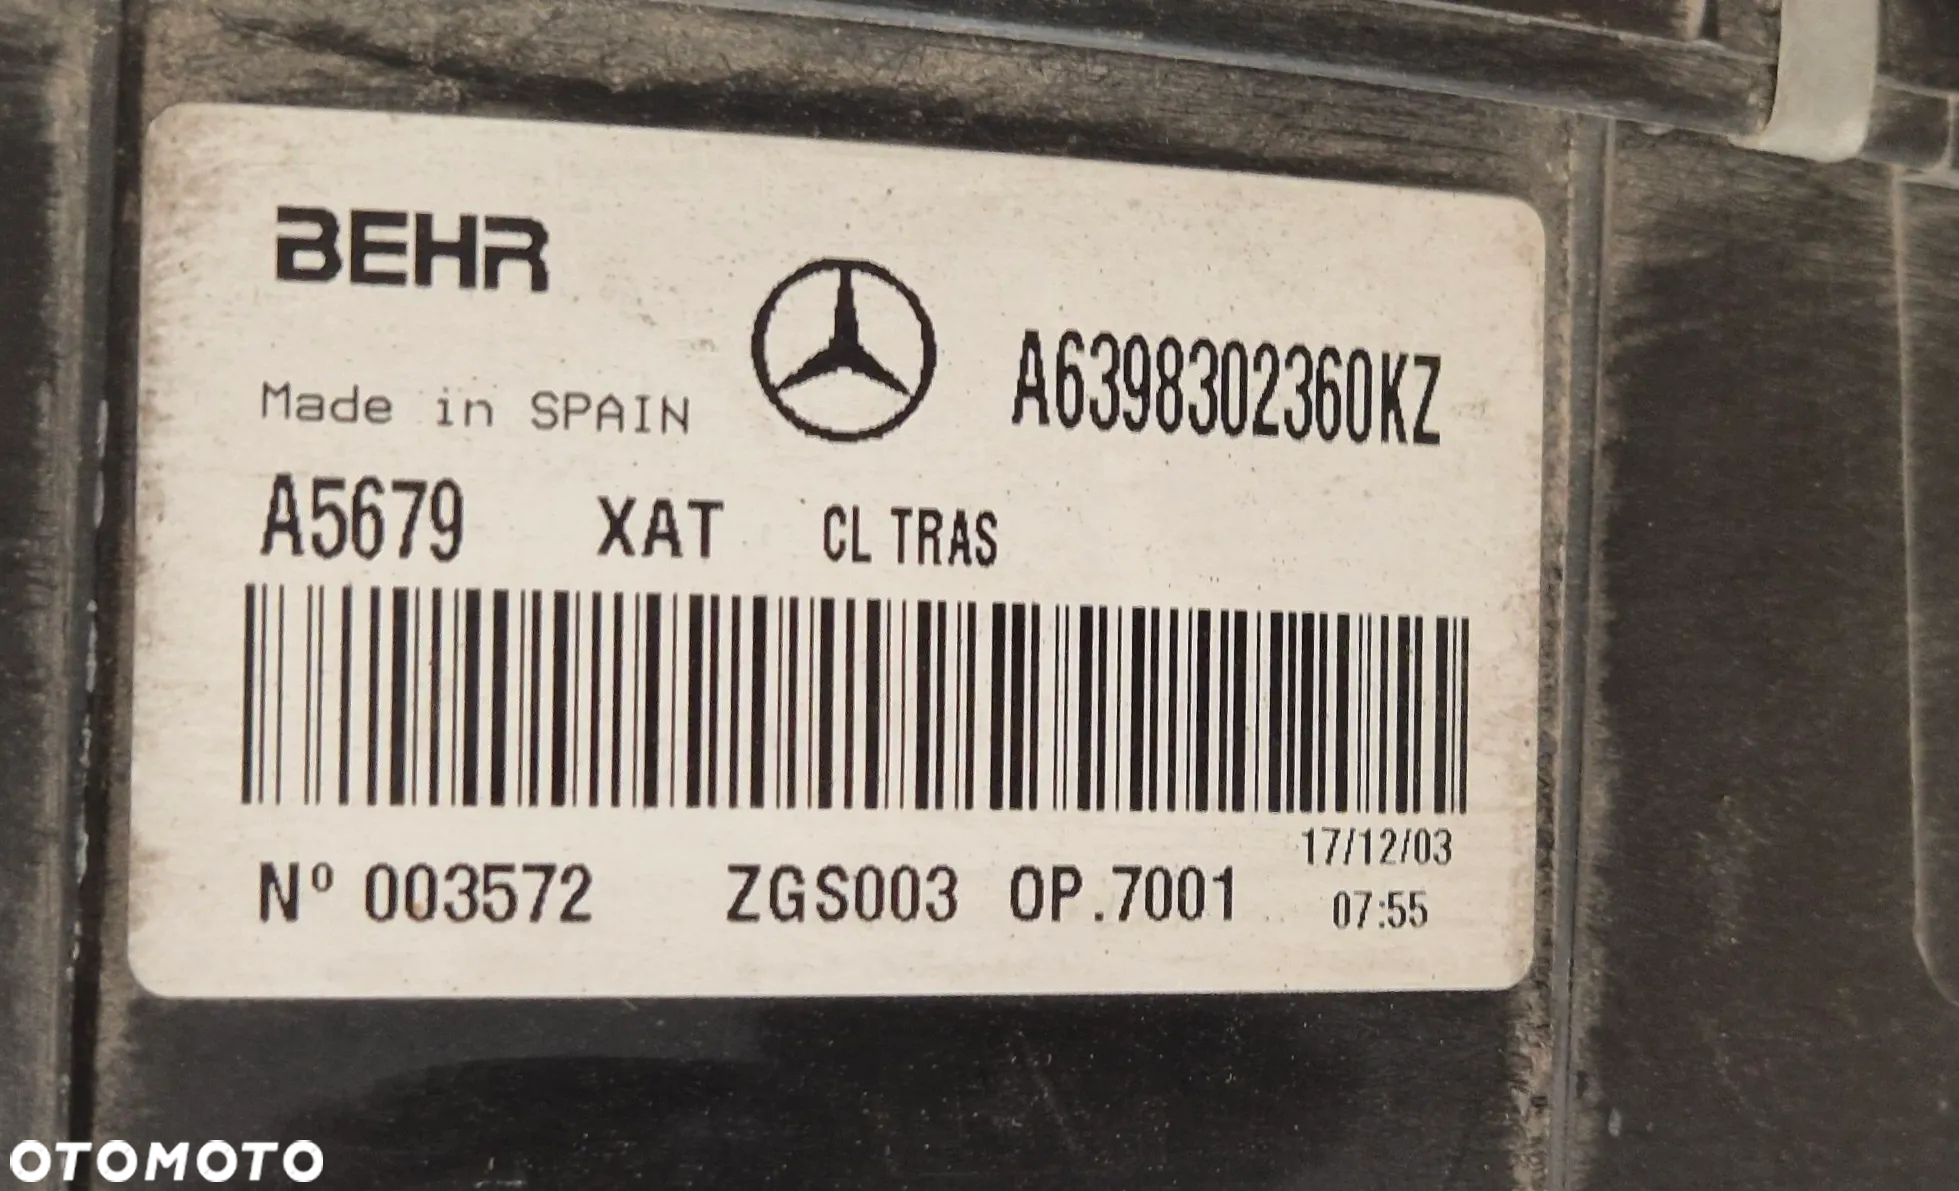 BEHR
A6398302360KZ
Made in SPAIN
A5679 XAT CL TRAS
17/12/03
Nº 003572 ZGS003 OP.7001 07:55
OTOMOTO